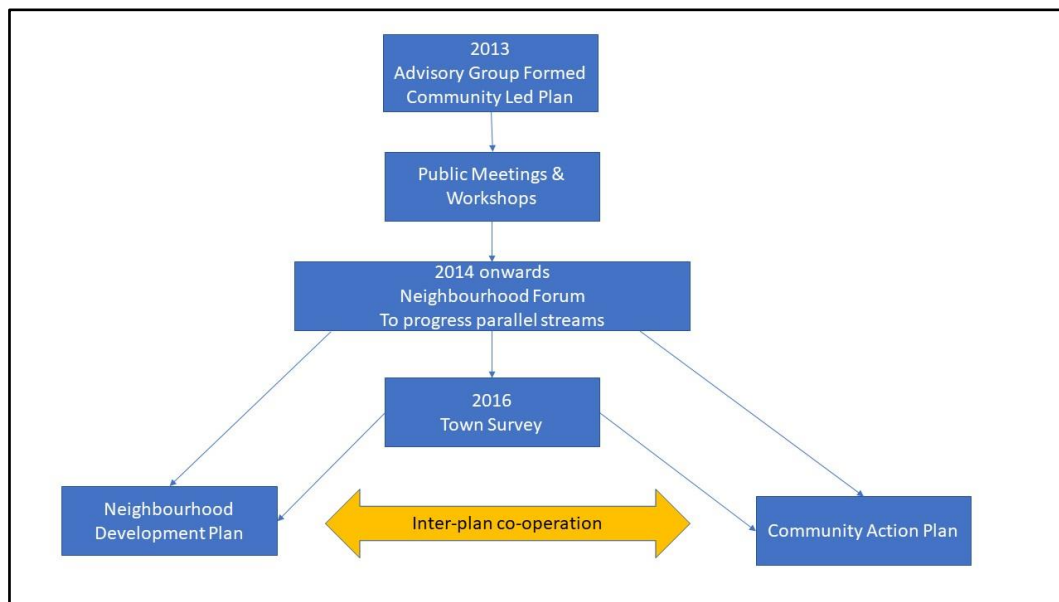 2013
Advisory Group Formed
Community Led Plan
Public Meetings &
Workshops
2014 onwards
Neighbourhood Forum
To progress parallel streams
2016
Town Survey
Neighbourhood
Development Plan
Inter-plan co-operation
Community Action Plan